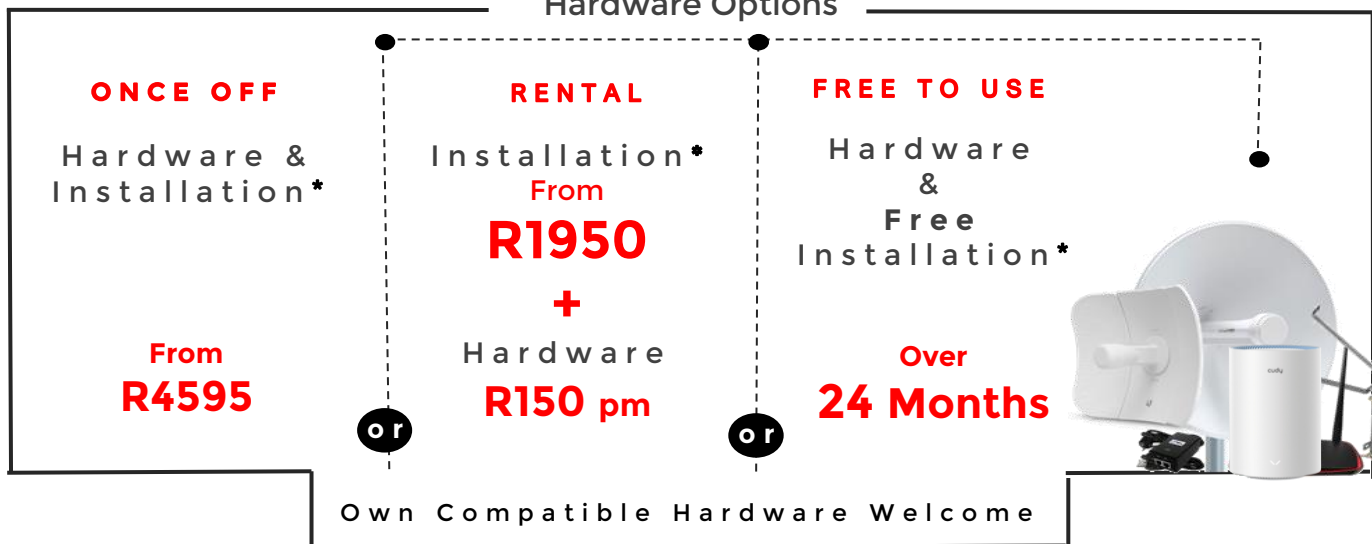 Hardware Options
ONCE OFF
Hardware &
Installation*
From
R4595
or
RENTAL
Installation*
From
R1950
+
Hardware
R150 pm
or
FREE TO USE
Hardware
&
Free
Installation*
Over
24 Months
cudy
Own Compatible Hardware Welcome